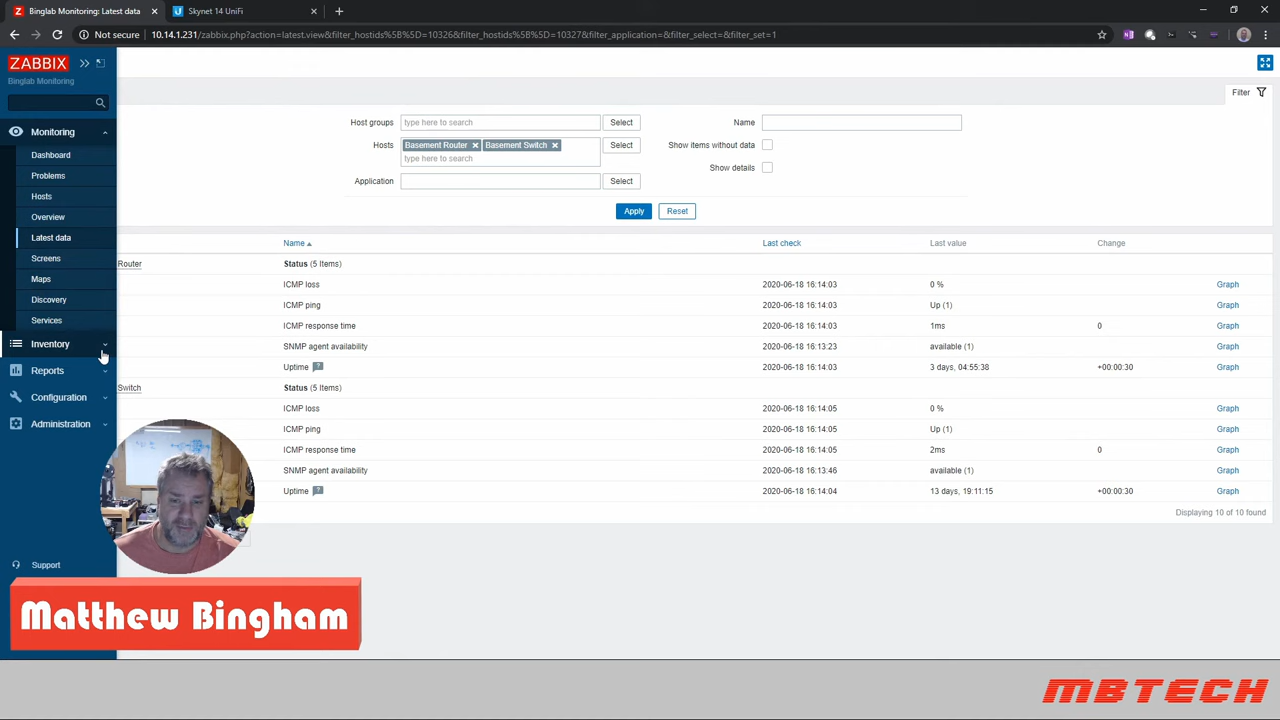 Binglab Monitoring: Latest data
Skynet 14 UniFi
Not secure
10.14.1.231/zabbix.php?action=latest.view&filter_hostids%5B%5D=10326&filter_hostids%5B%5D=10327&filter_application=&filter_select=&filter_set=1
ZABBIX
Binglab Monitoring
Filter
Monitoring
Dashboard
Problems
Hosts
Overview
Latest data
Screens
Maps
Discovery
Services
Inventory
Reports
Configuration
Administration
Support
Host groups type here to search Select Name
Hosts Basement Router Basement Switch Select Show items without data
type here to search
Show details
Application Select
Apply Reset
Name Last check Last value Change
Router Status (5 Items)
ICMP loss 2020-06-18 16:14:03 0 % Graph
ICMP ping 2020-06-18 16:14:03 Up (1) Graph
ICMP response time 2020-06-18 16:14:03 1ms 0 Graph
SNMP agent availability 2020-06-18 16:13:23 available (1) Graph
Uptime ? 2020-06-18 16:14:03 3 days, 04:55:38 +00:00:30 Graph
Switch Status (5 Items)
ICMP loss 2020-06-18 16:14:05 0 % Graph
ICMP ping 2020-06-18 16:14:05 Up (1) Graph
ICMP response time 2020-06-18 16:14:05 2ms 0 Graph
SNMP agent availability 2020-06-18 16:13:46 available (1) Graph
Uptime ? 2020-06-18 16:14:04 13 days, 19:11:15 +00:00:30 Graph
Displaying 10 of 10 found
Matthew Bingham
MBTECH